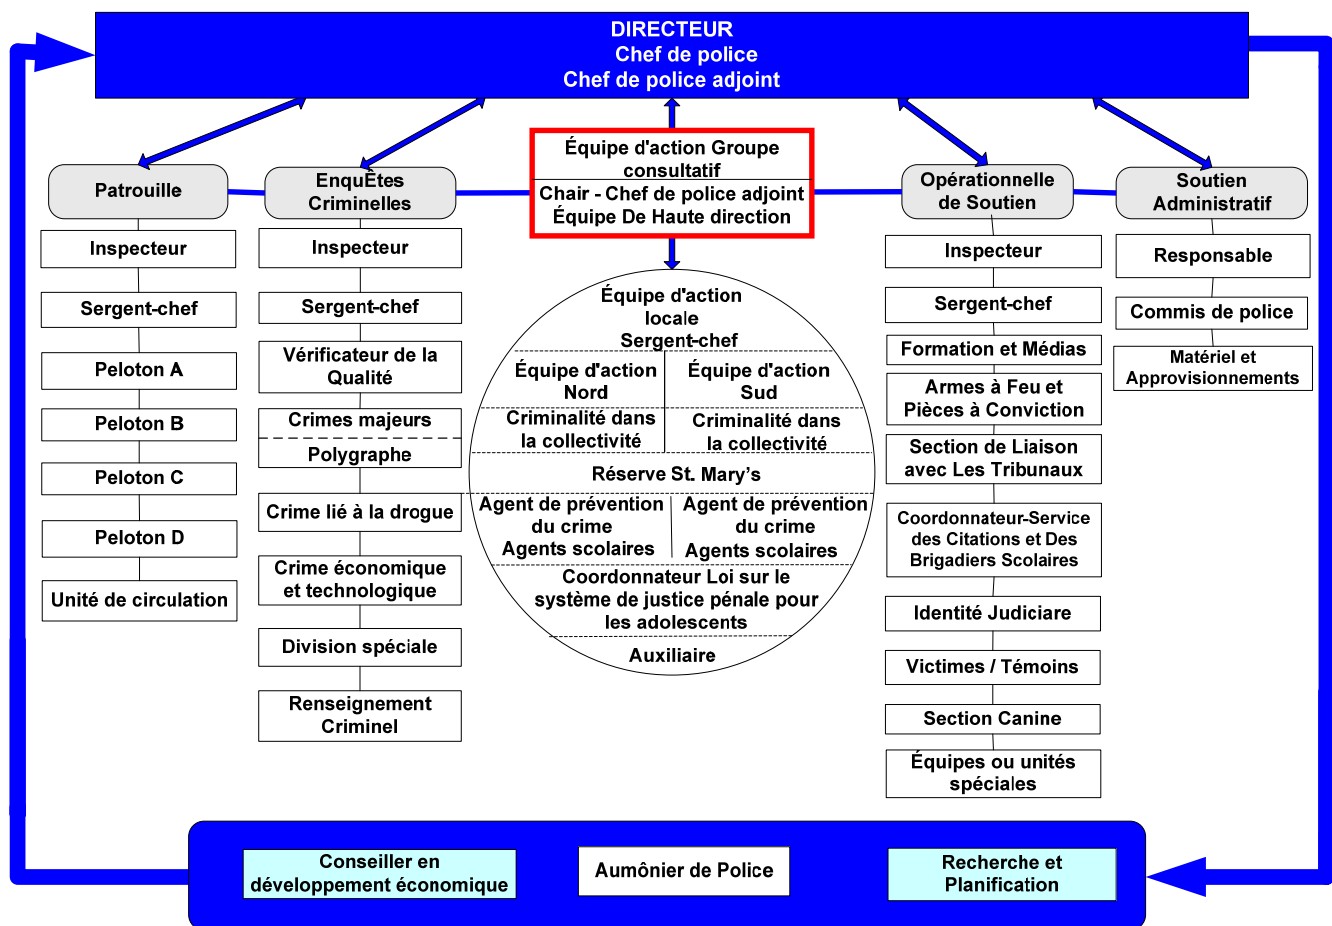 DIRECTEUR
Chef de police
Chef de police adjoint
Patrouille
Inspecteur
Sergent-chef
Peloton A
Peloton B
Peloton C
Peloton D
Unité de circulation
EnquÊtes
Criminelles
Inspecteur
Sergent-chef
Vérificateur de la
Qualité
Crimes majeurs
Polygraphe
Crime lié à la drogue
Crime économique
et technologique
Division spéciale
Renseignement
Criminel
Équipe d'action Groupe
consultatif
Chair - Chef de police adjoint
Équipe De Haute direction
Équipe d'action
locale
Sergent-chef
Équipe d'action
Nord
Équipe d'action
Sud
Criminalité dans
la collectivité
Criminalité dans
la collectivité
Réserve St. Mary’s
Agent de prévention
du crime
Agents scolaires
Agent de prévention
du crime
Agents scolaires
Coordonnateur Loi sur le
système de justice pénale pour
les adolescents
Auxiliaire
Opérationnelle
de Soutien
Inspecteur
Sergent-chef
Formation et Médias
Armes à Feu et
Pièces à Conviction
Section de Liaison
avec Les Tribunaux
Coordonnateur-Service
des Citations et Des
Brigadiers Scolaires
Identité Judiciare
Victimes / Témoins
Section Canine
Équipes ou unités
spéciales
Soutien
Administratif
Responsable
Commis de police
Matériel et
Approvisionnements
Conseiller en
développement économique
Aumônier de Police
Recherche et
Planification